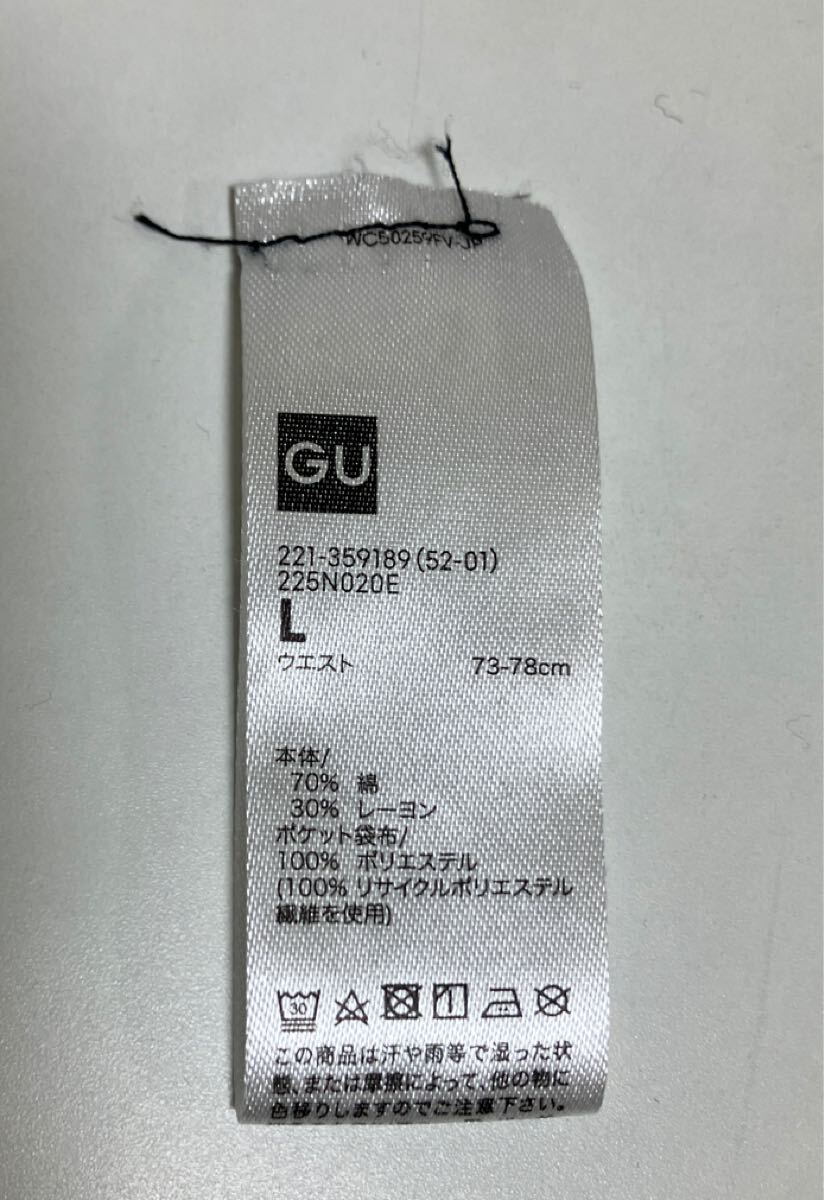 WC50259FV-JP
GU
221-359189 (52-01)
225N020E
L
ウエスト 73-78cm
本体/
70% 綿
30% レーヨン
ポケット袋布/
100% ポリエステル
(100% リサイクルポリエステル
繊維を使用)
30
この商品は汗や雨等で湿った状
態、または摩擦によって、他の物に
色移りしますのでご注意下さい。